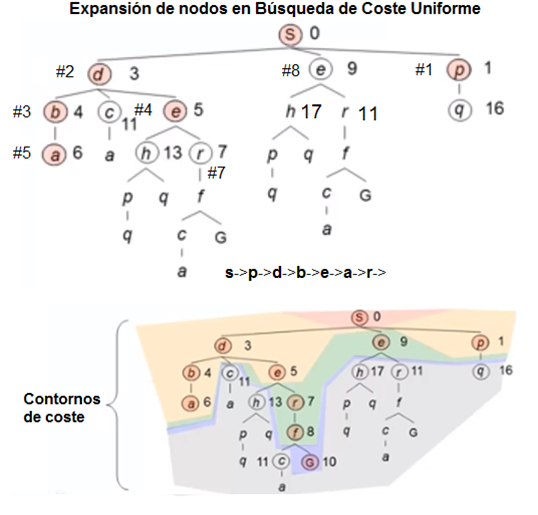 Expansión de nodos en Búsqueda de Coste Uniforme
S 0
#2 d 3 #8 e 9 #1 p 1
#3 b 4 c 11 #4 e 5 h 17 r 11 q 16
#5 a 6 a h 13 r 7 p q f
#7
p q f q c G
q c G a
a s->p->d->b->e->a->r->
S 0
d 3 e 9 p 1
b 4 c 11 e 5 h 17 r 11 q 16
a 6 a h 13 r 7 p q f
Contornos
de coste
p q f 8 q c G
q 11 c G 10 a
a